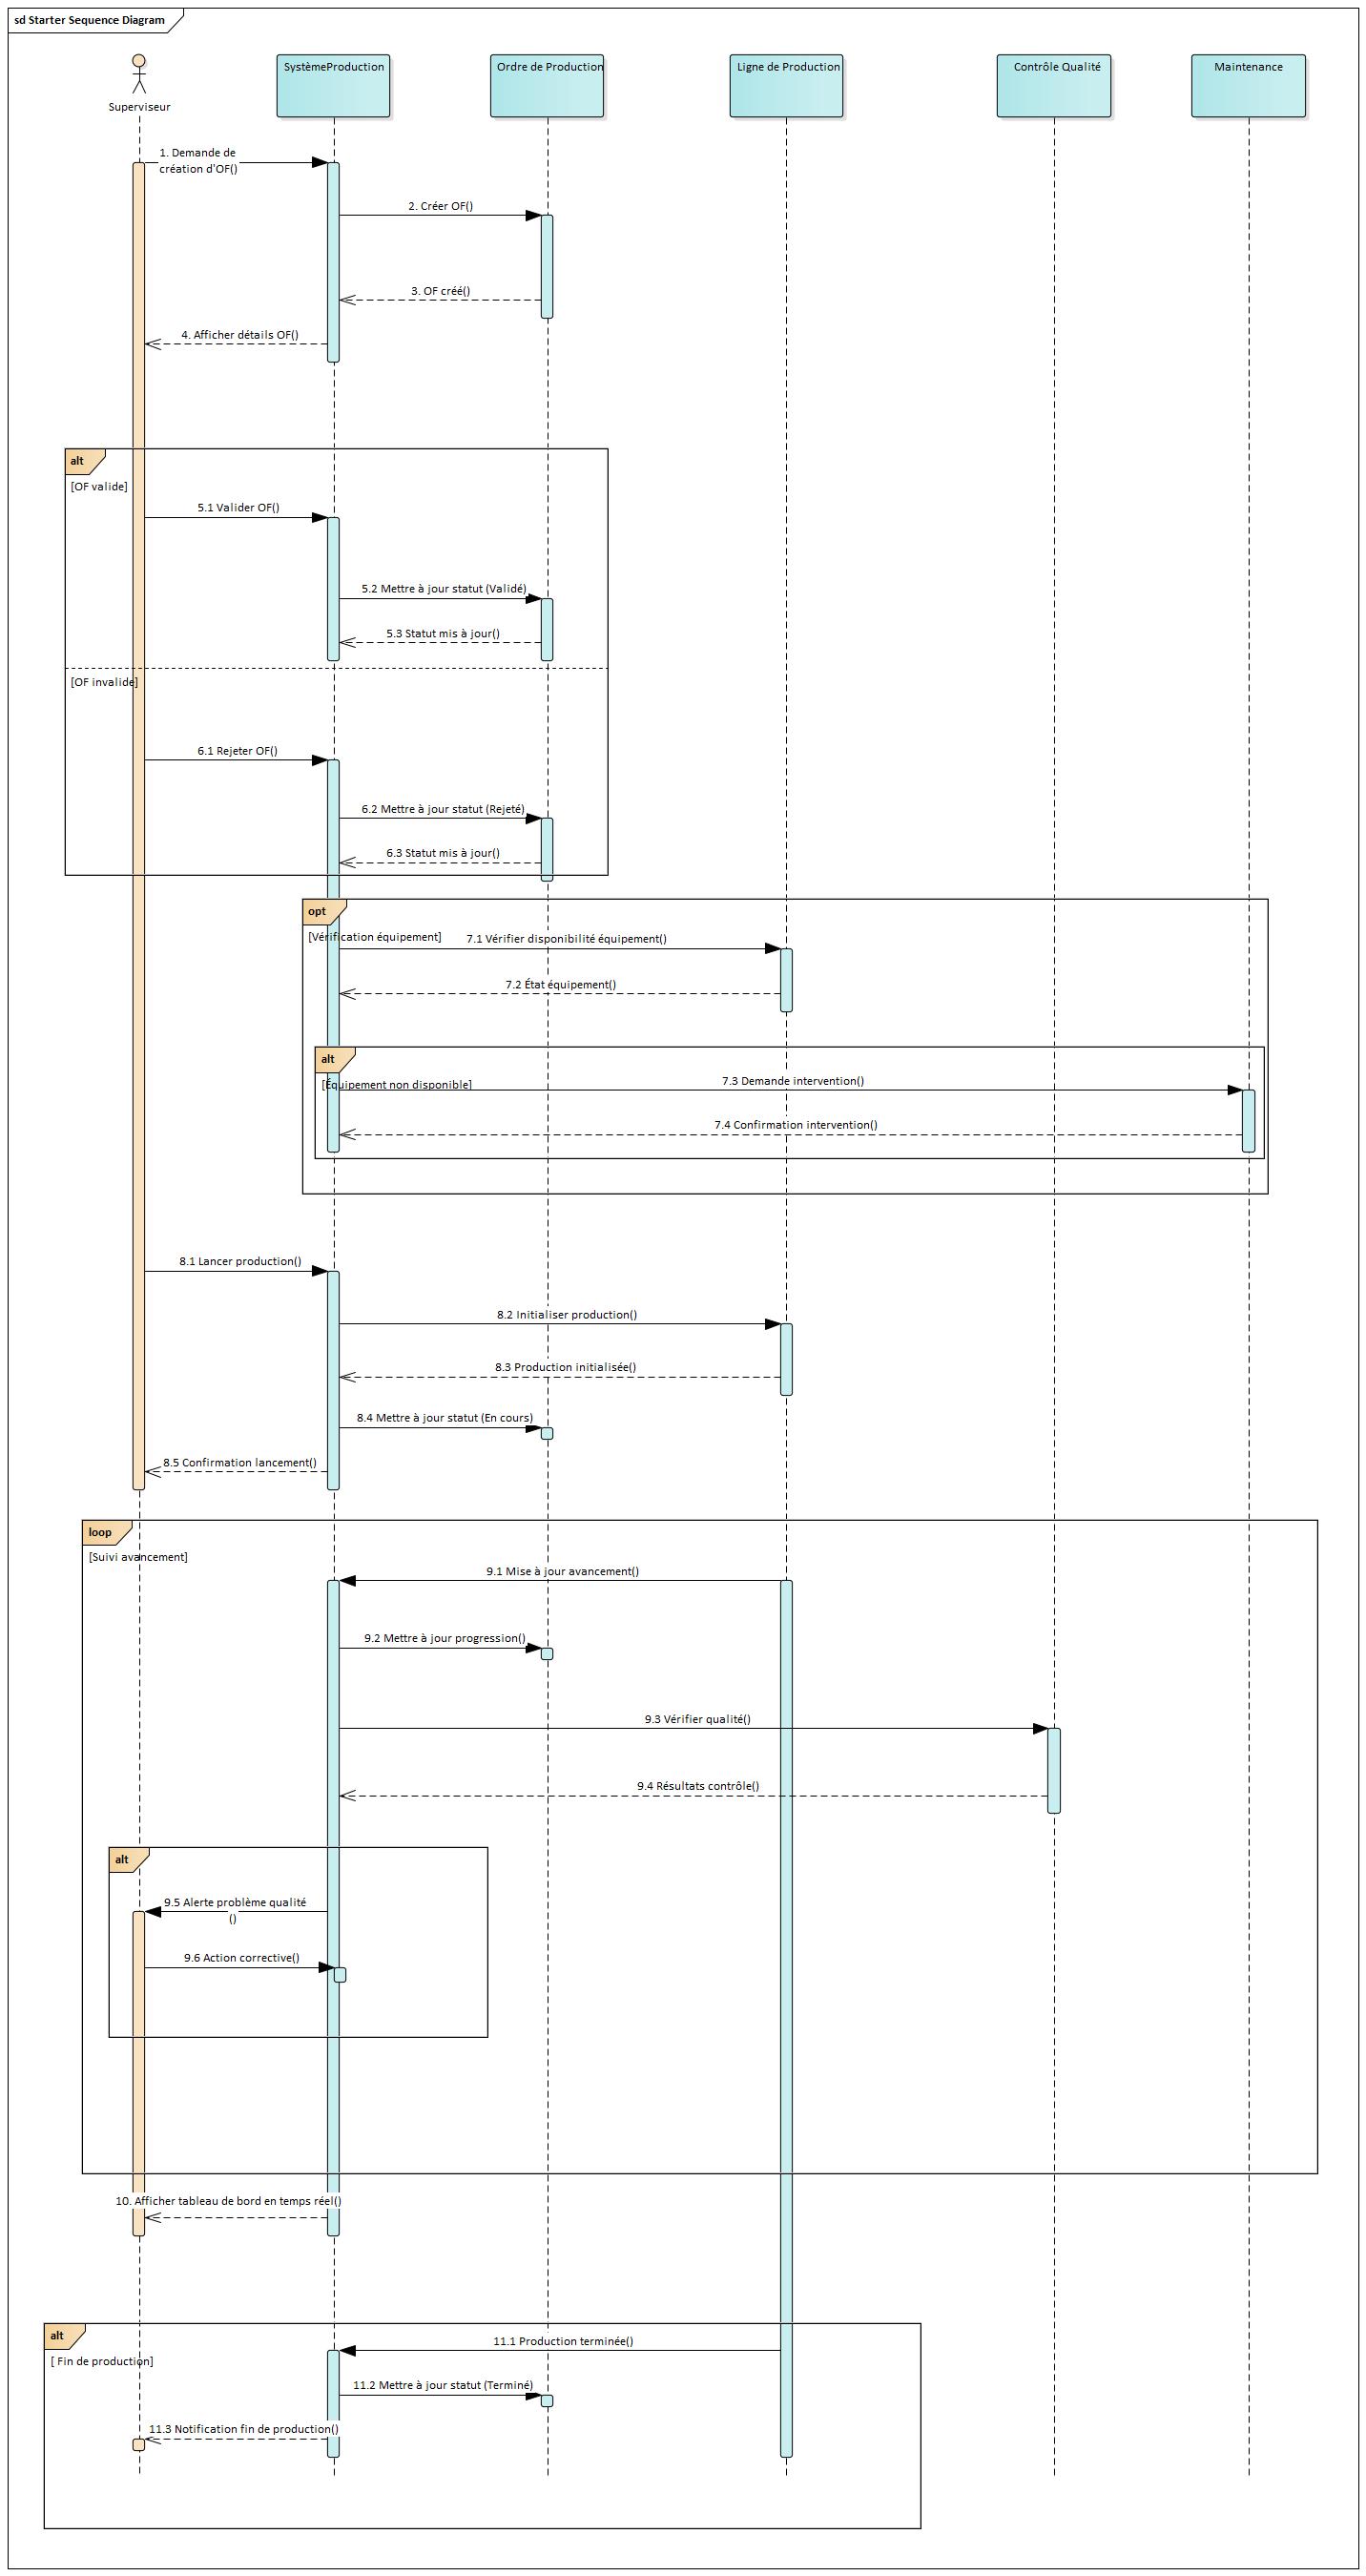 sd Starter Sequence Diagram
Superviseur
SystèmeProduction
Ordre de Production
Ligne de Production
Contrôle Qualité
Maintenance
1. Demande de
création d'OF()
2. Créer OF()
3. OF créé()
4. Afficher détails OF()
alt
[OF valide]
5.1 Valider OF()
5.2 Mettre à jour statut (Validé)
5.3 Statut mis à jour()
[OF invalide]
6.1 Rejeter OF()
6.2 Mettre à jour statut (Rejeté)
6.3 Statut mis à jour()
opt
[Vérification équipement]
7.1 Vérifier disponibilité équipement()
7.2 État équipement()
alt
[Équipement non disponible]
7.3 Demande intervention()
7.4 Confirmation intervention()
8.1 Lancer production()
8.2 Initialiser production()
8.3 Production initialisée()
8.4 Mettre à jour statut (En cours)
8.5 Confirmation lancement()
loop
[Suivi avancement]
9.1 Mise à jour avancement()
9.2 Mettre à jour progression()
9.3 Vérifier qualité()
9.4 Résultats contrôle()
alt
9.5 Alerte problème qualité
()
9.6 Action corrective()
10. Afficher tableau de bord en temps réel()
alt
[ Fin de production]
11.1 Production terminée()
11.2 Mettre à jour statut (Terminé)
11.3 Notification fin de production()